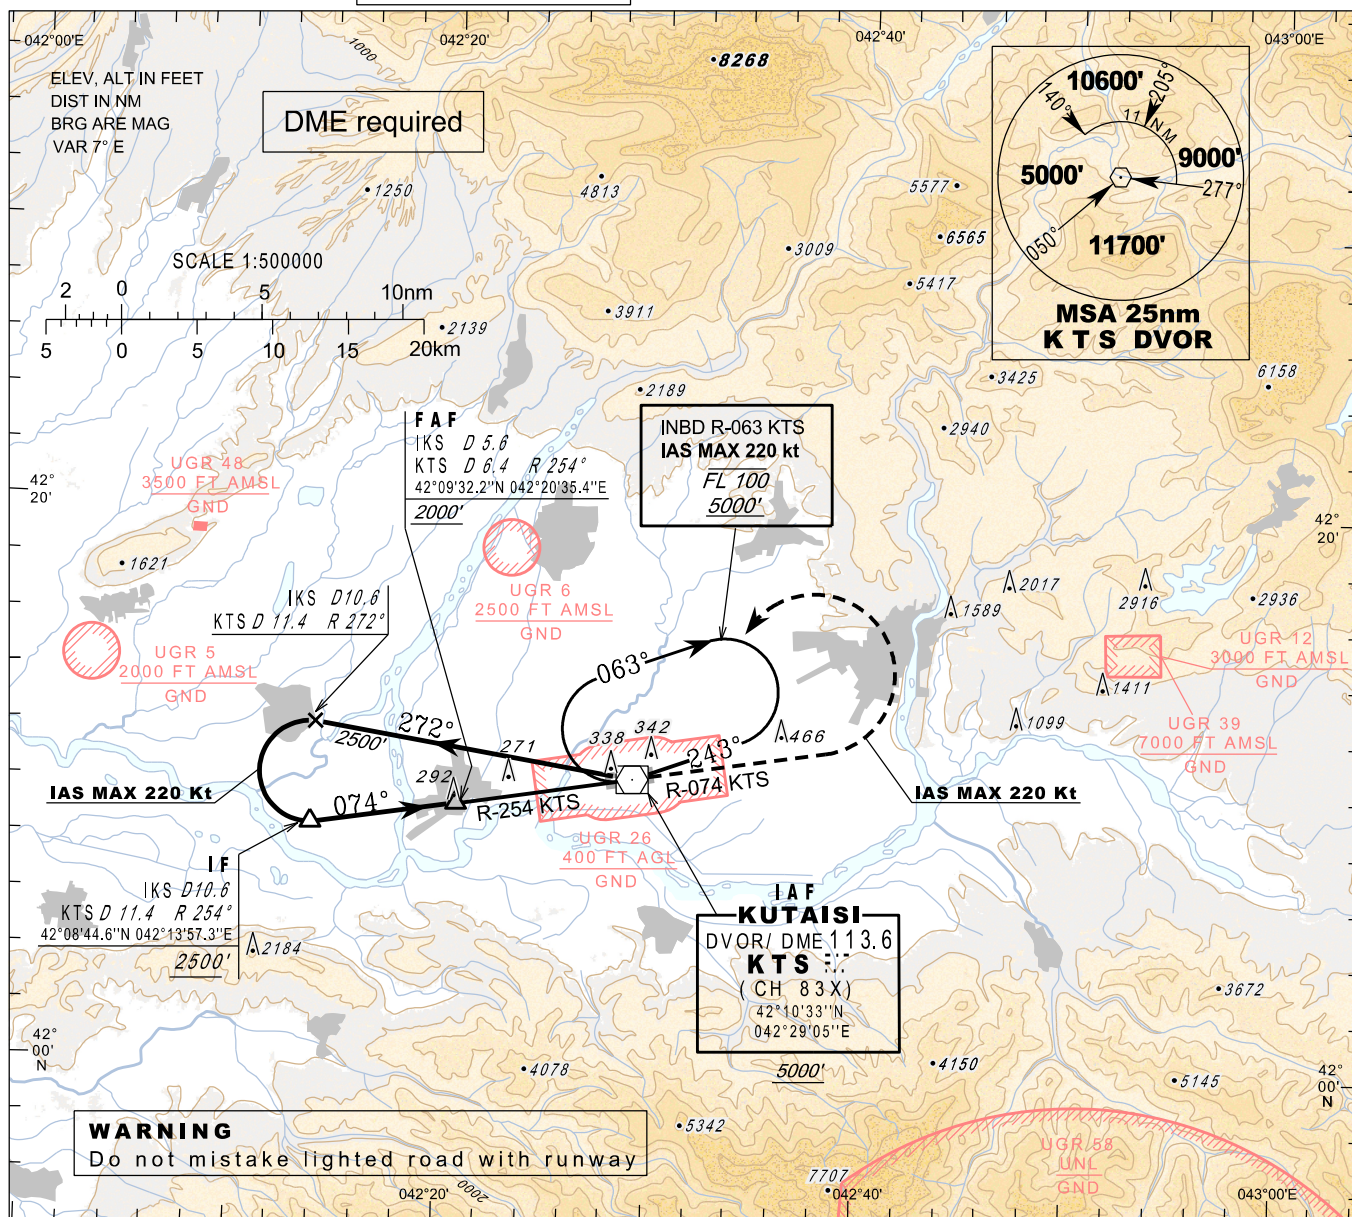 042°00'E
042°20'
042°40'
043°00'E
ELEV, ALT IN FEET
DIST IN NM
BRG ARE MAG
VAR 7° E
DME required
1000
8268
1250
4813
5577
6565
3009
5417
3911
2139
2189
3425
6158
2940
10600'
140°
205°
11 NM
5000'
9000'
277°
050°
11700'
MSA 25nm
KTS DVOR
SCALE 1:500000
2 0 5 10nm
5 0 5 10 15 20km
FAF
IKS D 5.6
KTS D 6.4 R 254°
42°09'32.2"N 042°20'35.4"E
2000'
INBD R-063 KTS
IAS MAX 220 kt
FL 100
5000'
UGR 48
3500 FT AMSL
GND
42°
20'
42°
20'
1621
UGR 6
2500 FT AMSL
GND
IKS D10,6
KTS D 11.4 R 272°
UGR 5
2000 FT AMSL
GND
2017
1589
2916
2936
UGR 12
3000 FT AMSL
GND
1411
1099
UGR 39
7000 FT AMSL
GND
063°
272°
2500'
271
338
342
466
243°
292
074°
R-254 KTS
R-074 KTS
IAS MAX 220 Kt
IAS MAX 220 Kt
UGR 26
400 FT AGL
GND
IF
IKS D10.6
KTS D 11.4 R 254°
42°08'44.6"N 042°13'57.3"E
2500'
2184
IAF
KUTAISI
DVOR/ DME 113.6
KTS
(CH 83X)
42°10'33''N
042°29'05''E
5000'
3672
42°
00'
N
4078
4150
5145
42°
00'
N
5342
7707
WARNING
Do not mistake lighted road with runway
UGR 58
UNL
GND
2000
042°20'
042°40'
043°00'E